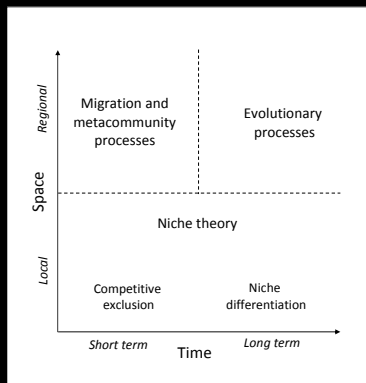 Regional
Migration and
metacommunity
processes
Evolutionary
processes
Space
Niche theory
Local
Competitive
exclusion
Niche
differentiation
Short term
Time
Long term